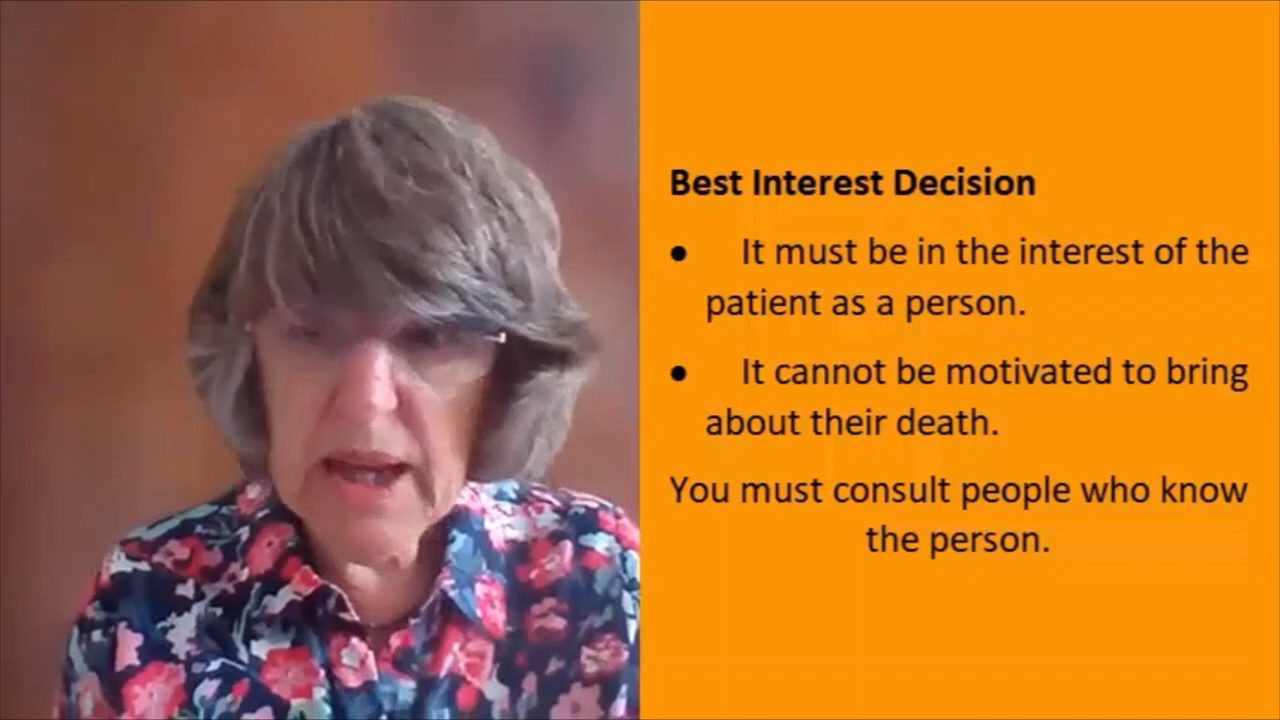 Best Interest Decision
● It must be in the interest of the
patient as a person.
● It cannot be motivated to bring
about their death.
You must consult people who know
the person.